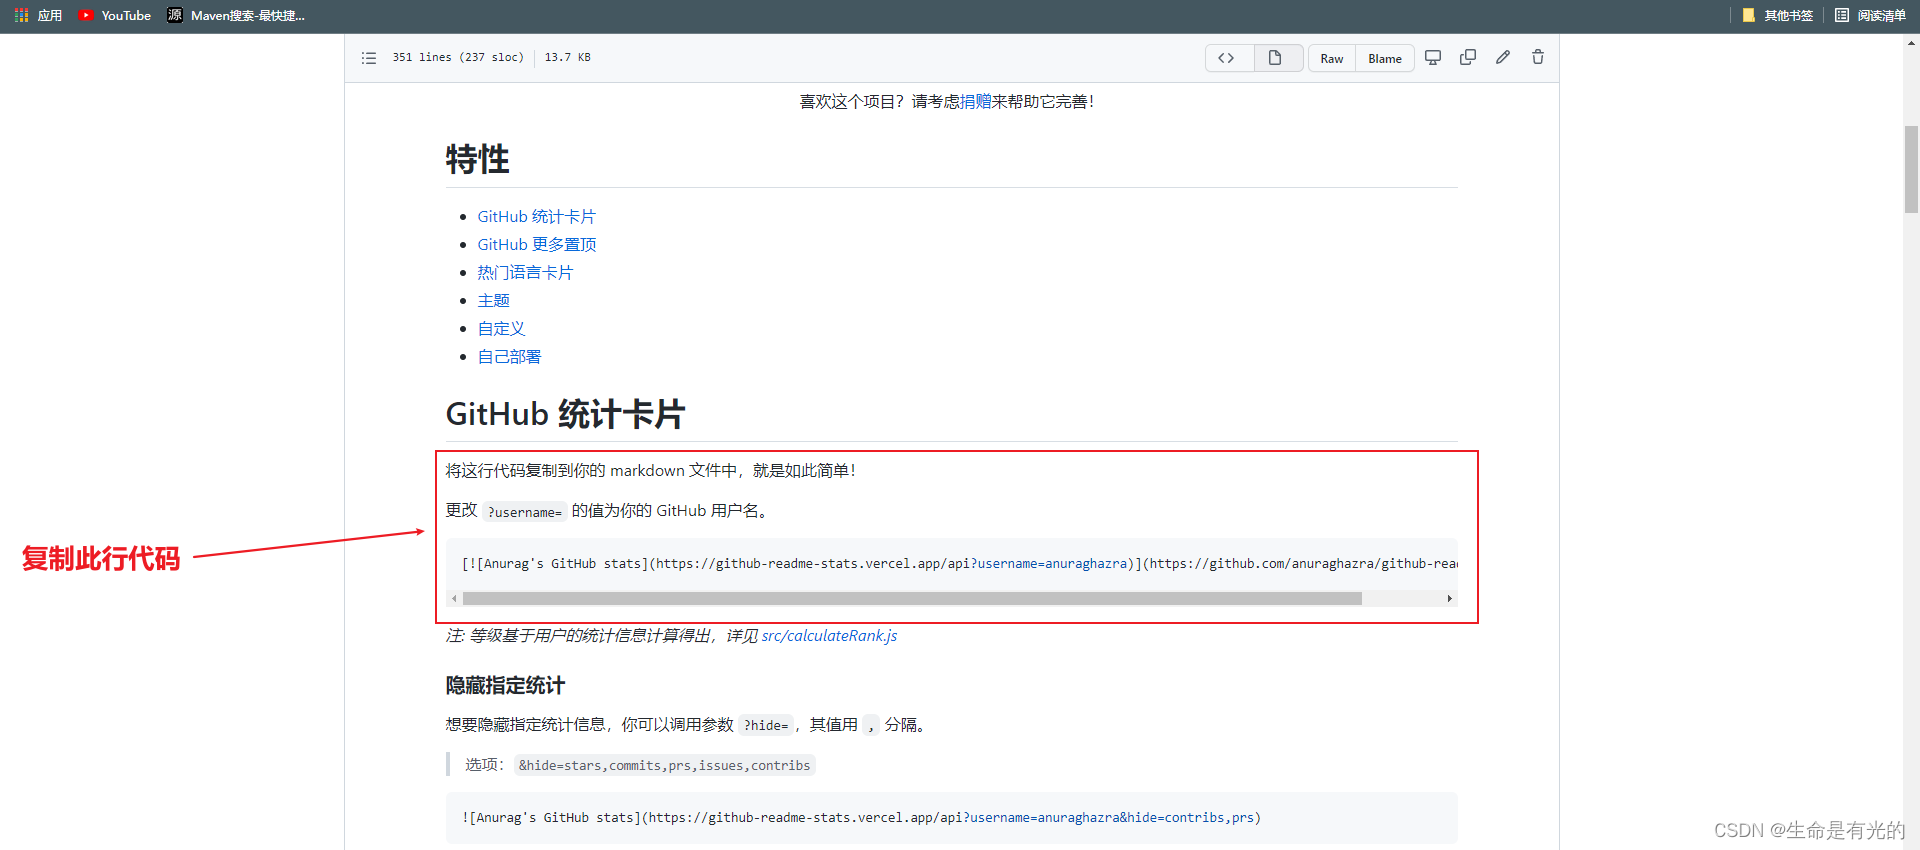 应用 YouTube 源 Maven搜索-最快捷... 其他书签 阅读清单
351 lines (237 sloc) 13.7 KB <> Raw Blame
喜欢这个项目？请考虑捐赠来帮助它完善！
特性
GitHub 统计卡片
GitHub 更多置顶
热门语言卡片
主题
自定义
自己部署
GitHub 统计卡片
将这行代码复制到你的 markdown 文件中，就是如此简单！
更改 ?username= 的值为你的 GitHub 用户名。
复制此行代码
[![Anurag's GitHub stats](https://github-readme-stats.vercel.app/api?username=anuraghazra)](https://github.com/anuraghazra/github-rea
注: 等级基于用户的统计信息计算得出，详见 src/calculateRank.js
隐藏指定统计
想要隐藏指定统计信息，你可以调用参数 ?hide=，其值用 , 分隔。
选项：&hide=stars,commits,prs,issues,contribs
![Anurag's GitHub stats](https://github-readme-stats.vercel.app/api?username=anuraghazra&hide=contribs,prs)
CSDN @生命是有光的